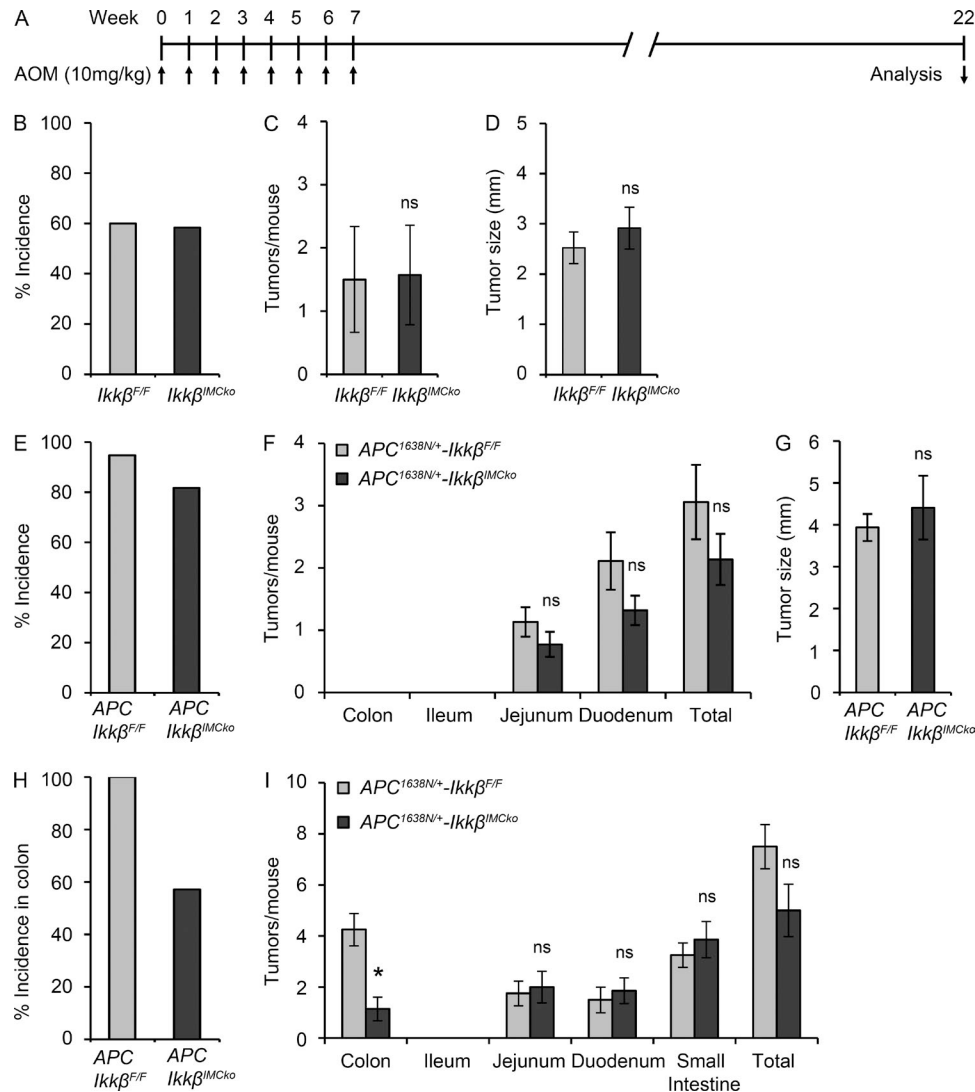 A Week 0 1 2 3 4 5 6 7 22
AOM (10mg/kg) Analysis
B
% Incidence
100
80
60
40
20
0
Ikkβ^F/F Ikkβ^IMCko
C
Tumors/mouse
4
3
2
1
0
ns
Ikkβ^F/F Ikkβ^IMCko
D
Tumor size (mm)
5
4
3
2
1
0
ns
Ikkβ^F/F Ikkβ^IMCko
E
% Incidence
100
80
60
40
20
0
APC APC
Ikkβ^F/F Ikkβ^IMCko
F
Tumors/mouse
4
3
2
1
0
APC^1638N/+-Ikkβ^F/F
APC^1638N/+-Ikkβ^IMCko
ns
ns
ns
Colon Ileum Jejunum Duodenum Total
G
Tumor size (mm)
6
5
4
3
2
1
0
ns
APC APC
Ikkβ^F/F Ikkβ^IMCko
H
% Incidence in colon
100
80
60
40
20
0
APC APC
Ikkβ^F/F Ikkβ^IMCko
I
Tumors/mouse
10
8
6
4
2
0
APC^1638N/+-Ikkβ^F/F
APC^1638N/+-Ikkβ^IMCko
*
ns
ns
ns
ns
Colon Ileum Jejunum Duodenum Small Total
Intestine